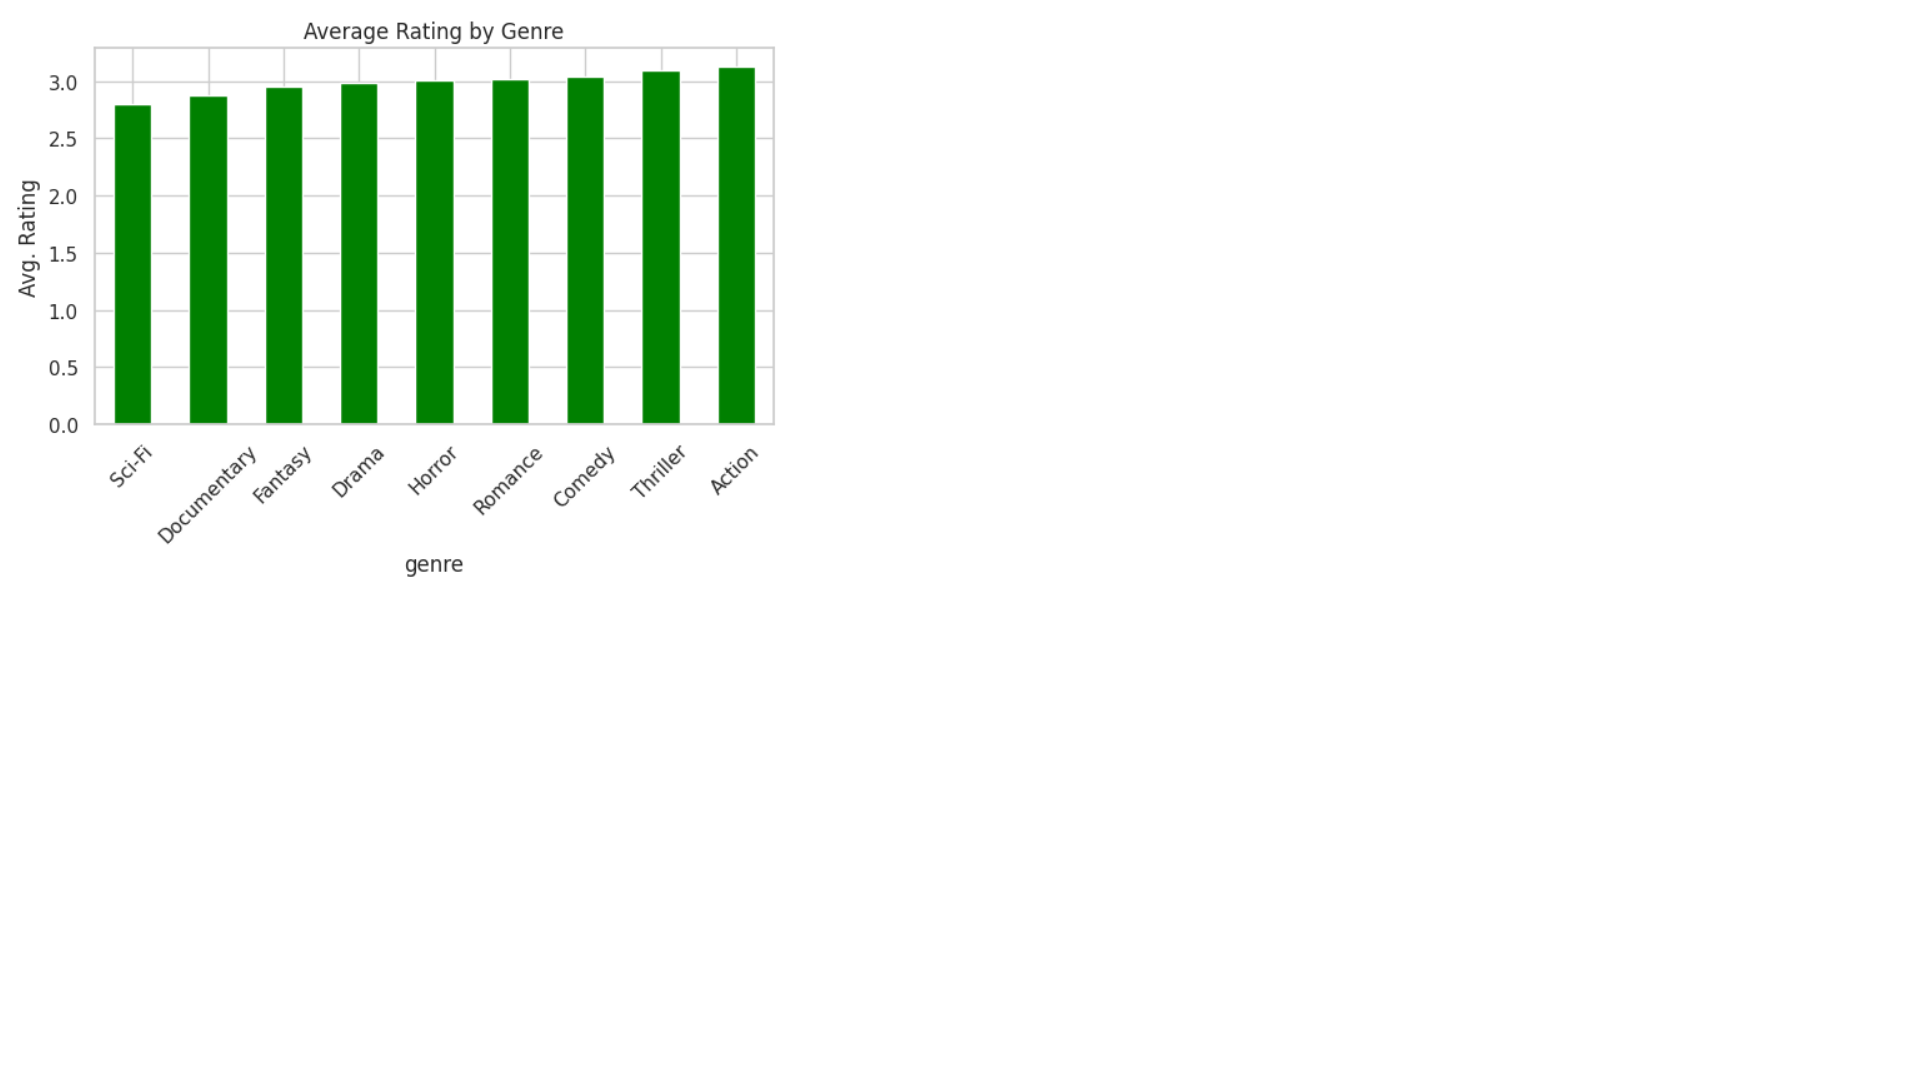 Average Rating by Genre
Avg. Rating
3.0
2.5
2.0
1.5
1.0
0.5
0.0
Sci-Fi
Documentary
Fantasy
Drama
Horror
Romance
Comedy
Thriller
Action
genre